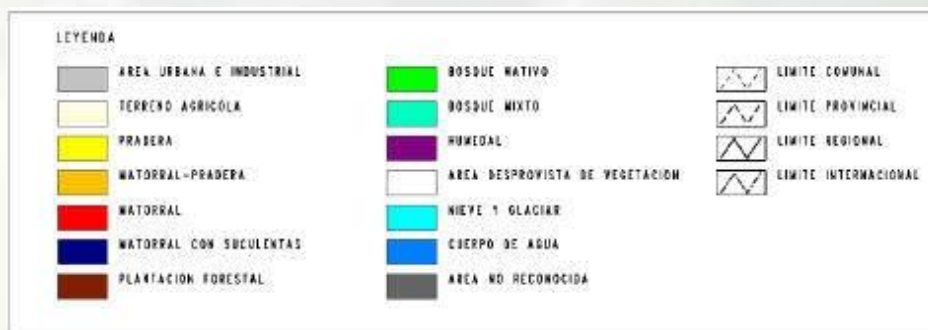 LEYENDA
AREA URBANA E INDUSTRIAL
TERRENO AGRICOLA
PRADERA
MATORRAL-PRADERA
MATORRAL
MATORRAL CON SUCULENTAS
PLANTACION FORESTAL
BOSQUE NATIVO
BOSQUE MIXTO
HUMEDAL
AREA DESPROVISTA DE VEGETACION
NIEVE Y GLACIAR
CUERPO DE AGUA
AREA NO RECONOCIDA
LIMITE COMUNAL
LIMITE PROVINCIAL
LIMITE REGIONAL
LIMITE INTERNACIONAL